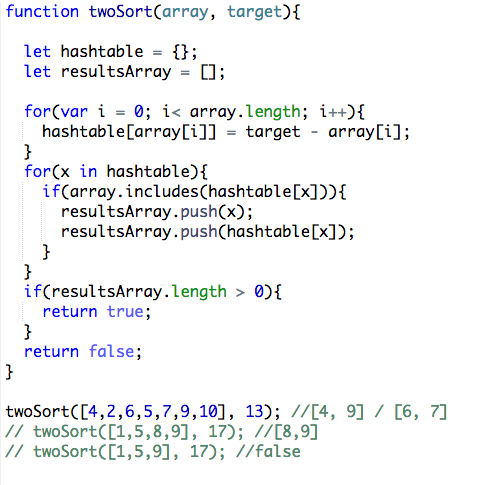 function twoSort(array, target){
let hashtable = {};
let resultsArray = [];
for(var i = 0; i< array.length; i++){
hashtable[array[i]] = target - array[i];
}
for(x in hashtable){
if(array.includes(hashtable[x])){
resultsArray.push(x);
resultsArray.push(hashtable[x]);
}
}
if(resultsArray.length > 0){
return true;
}
return false;
}
twoSort([4,2,6,5,7,9,10], 13); //[4, 9] / [6, 7]
// twoSort([1,5,8,9], 17); //[8,9]
// twoSort([1,5,9], 17); //false